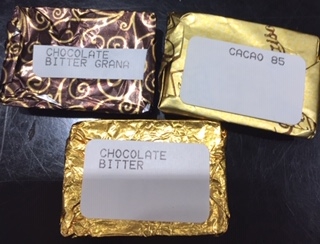 CHOCOLATE
BITTER GRANA
CACAO 85
CHOCOLATE
BITTER